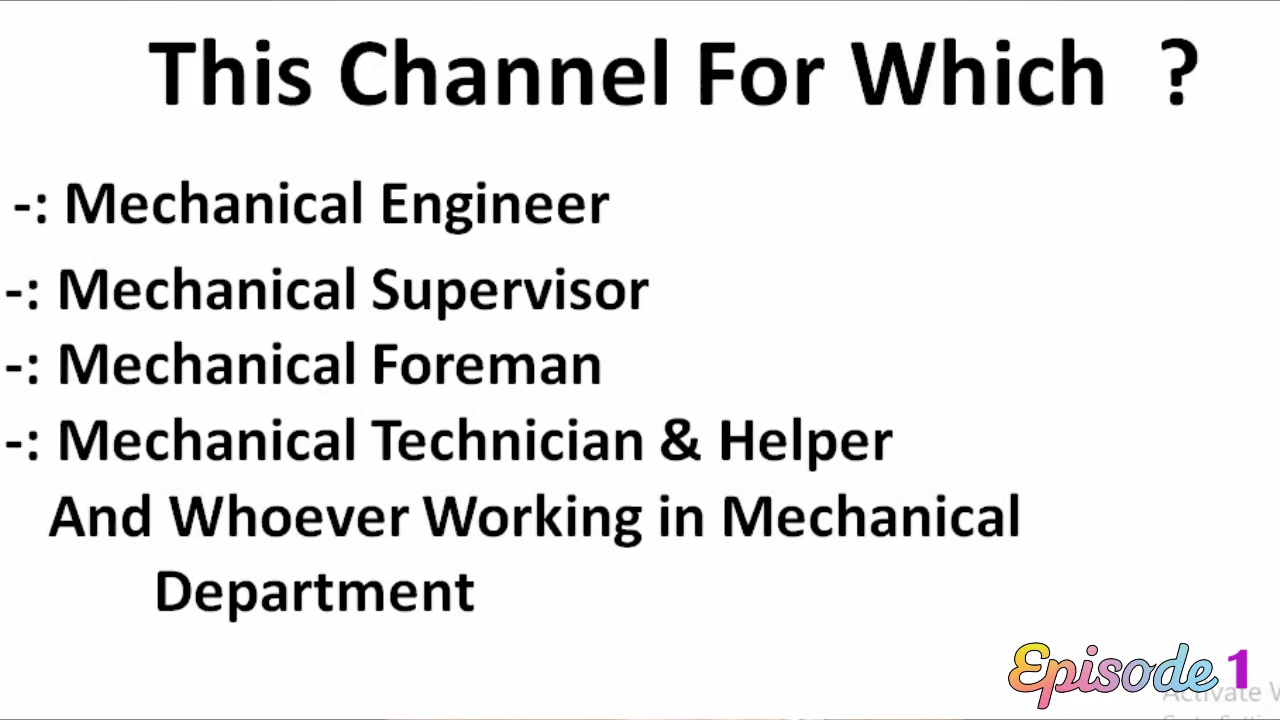 This Channel For Which ?
-: Mechanical Engineer
-: Mechanical Supervisor
-: Mechanical Foreman
-: Mechanical Technician & Helper
And Whoever Working in Mechanical
Department
Episode 1
Activate W